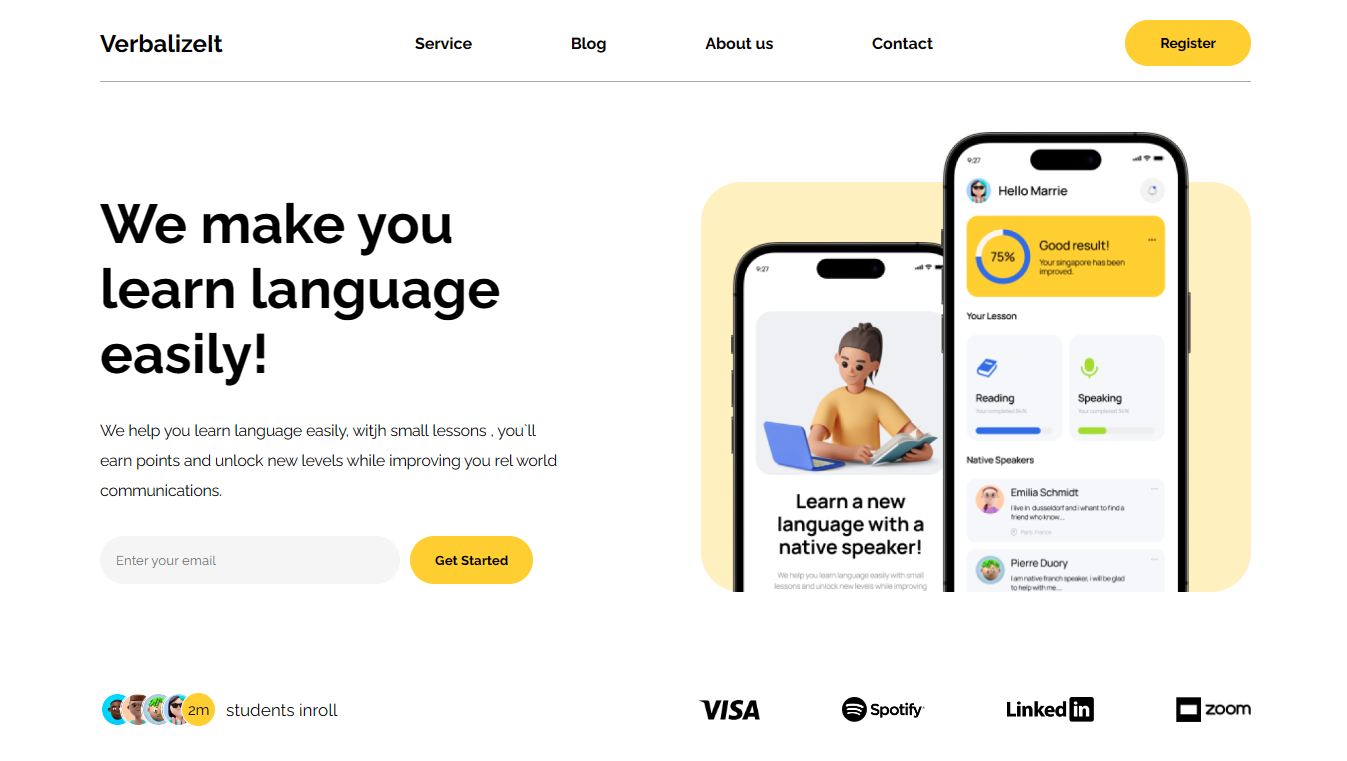 VerbalizeIt
Service
Blog
About us
Contact
Register
We make you
learn language
easily!
We help you learn language easily, witjh small lessons , you`ll
earn points and unlock new levels while improving you rel world
communications.
Enter your email
Get Started
9:27
Learn a new
language with a
native speaker!
We help you learn language easily with small
lessons and unlock new levels while improving
9:27
Hello Marrie
75%
Good result!
Your singapore has been
improved.
Your Lesson
Reading
Your completed 94%
Speaking
Your completed 94%
Native Speakers
Emilia Schmidt
I live in dusseldorf and i whant to find a
friend who know....
Paris, France
Pierre Duory
I am native franch speaker, i will be glad
to help with me....
2m
students inroll
VISA
Spotify
Linked in
zoom